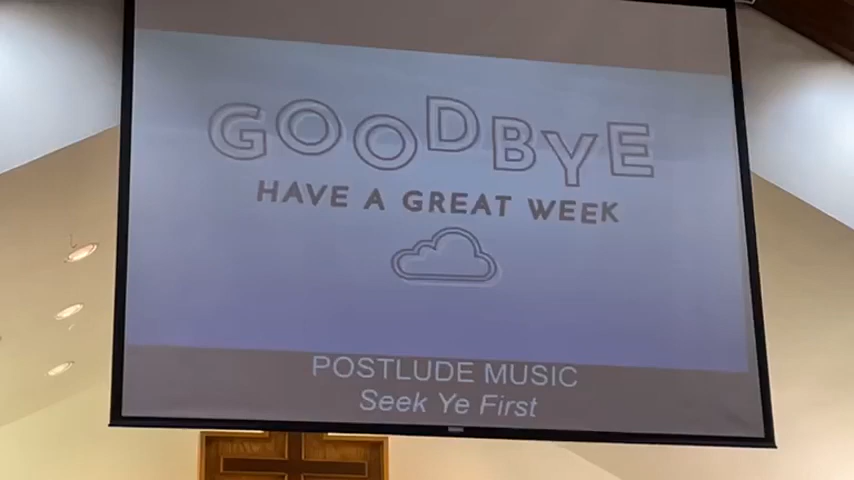 GOODBYE
HAVE A GREAT WEEK
POSTLUDE MUSIC
Seek Ye First